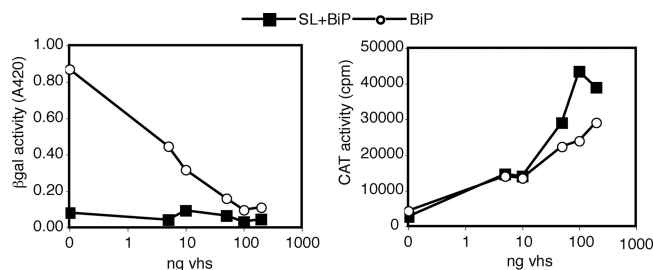 SL+BiP BiP
βgal activity (A420)
1.00
0.80
0.60
0.40
0.20
0.00
0 1 10 100 1000
ng vhs
CAT activity (cpm)
50000
40000
30000
20000
10000
0
0 1 10 100 1000
ng vhs